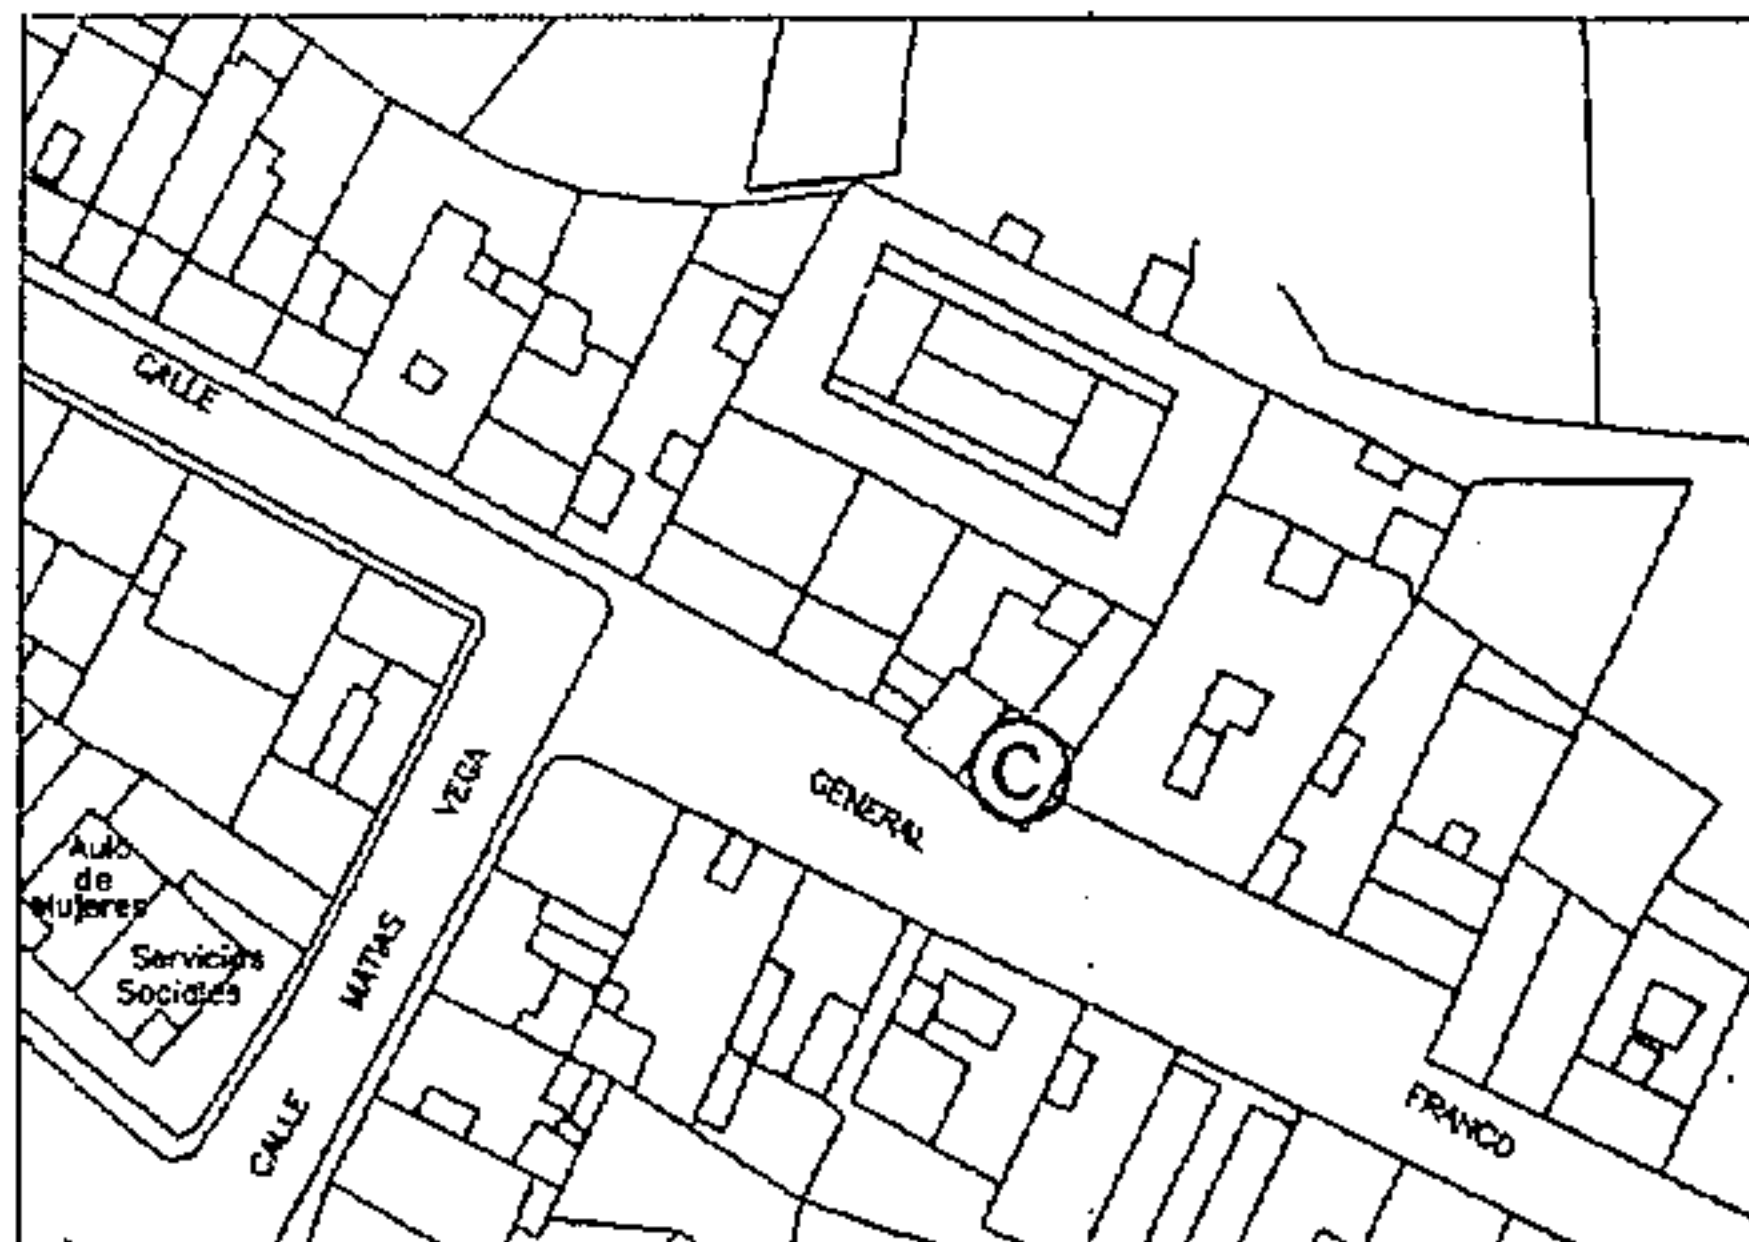 CALLE
GENERAL
FRANCO
C
CALLE
MATIAS
VEGA
Aula
de
Mujeres
Servicios
Sociales